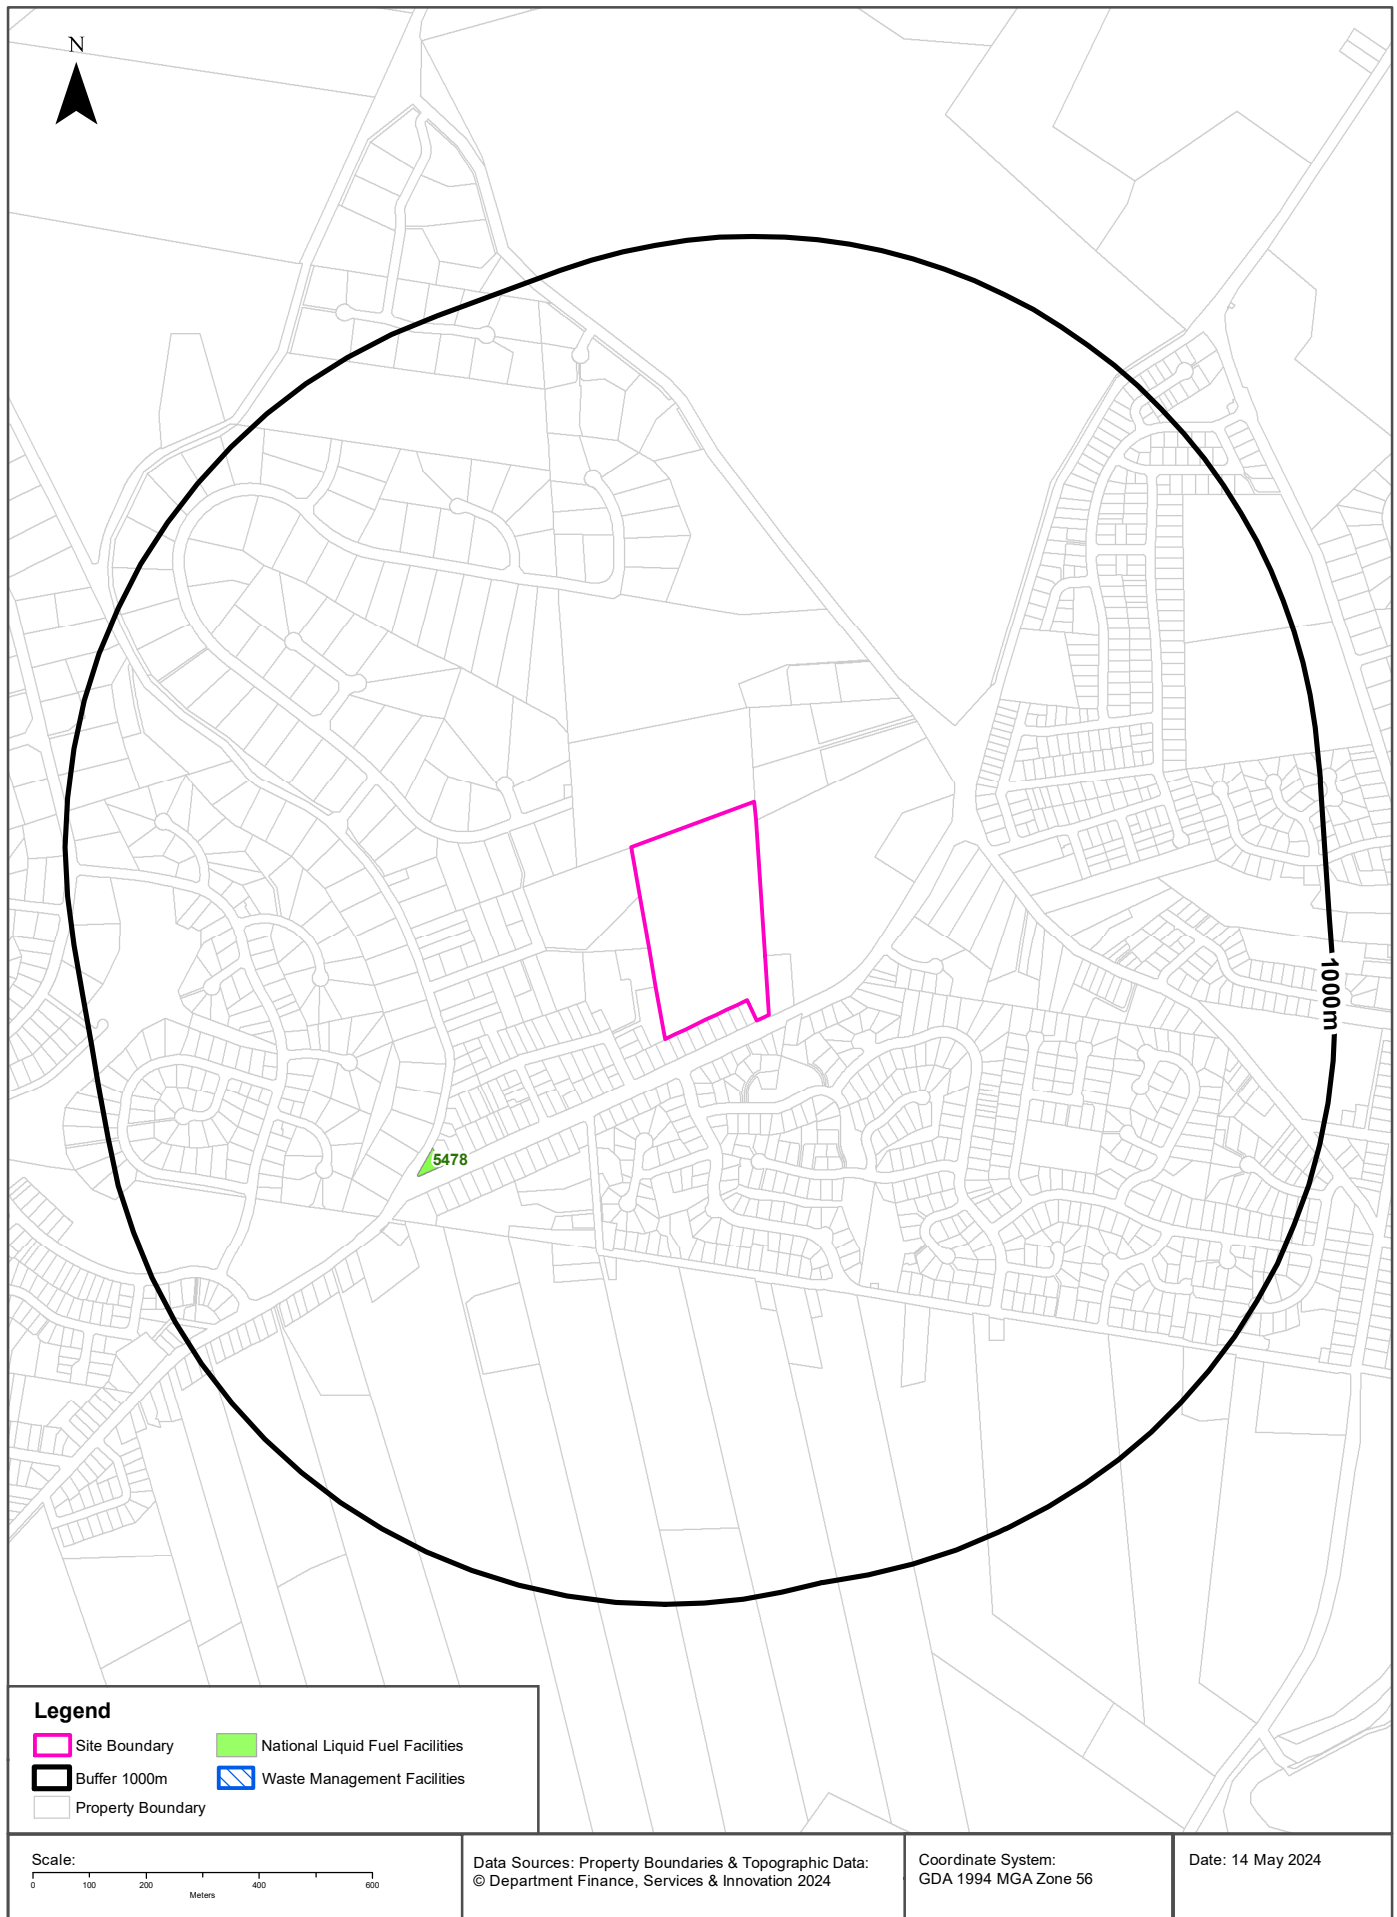 N
1000m
5478
Legend
Site Boundary
National Liquid Fuel Facilities
Buffer 1000m
Waste Management Facilities
Property Boundary
Scale:
0 100 200 400 600
Meters
Data Sources: Property Boundaries & Topographic Data:
© Department Finance, Services & Innovation 2024
Coordinate System:
GDA 1994 MGA Zone 56
Date: 14 May 2024